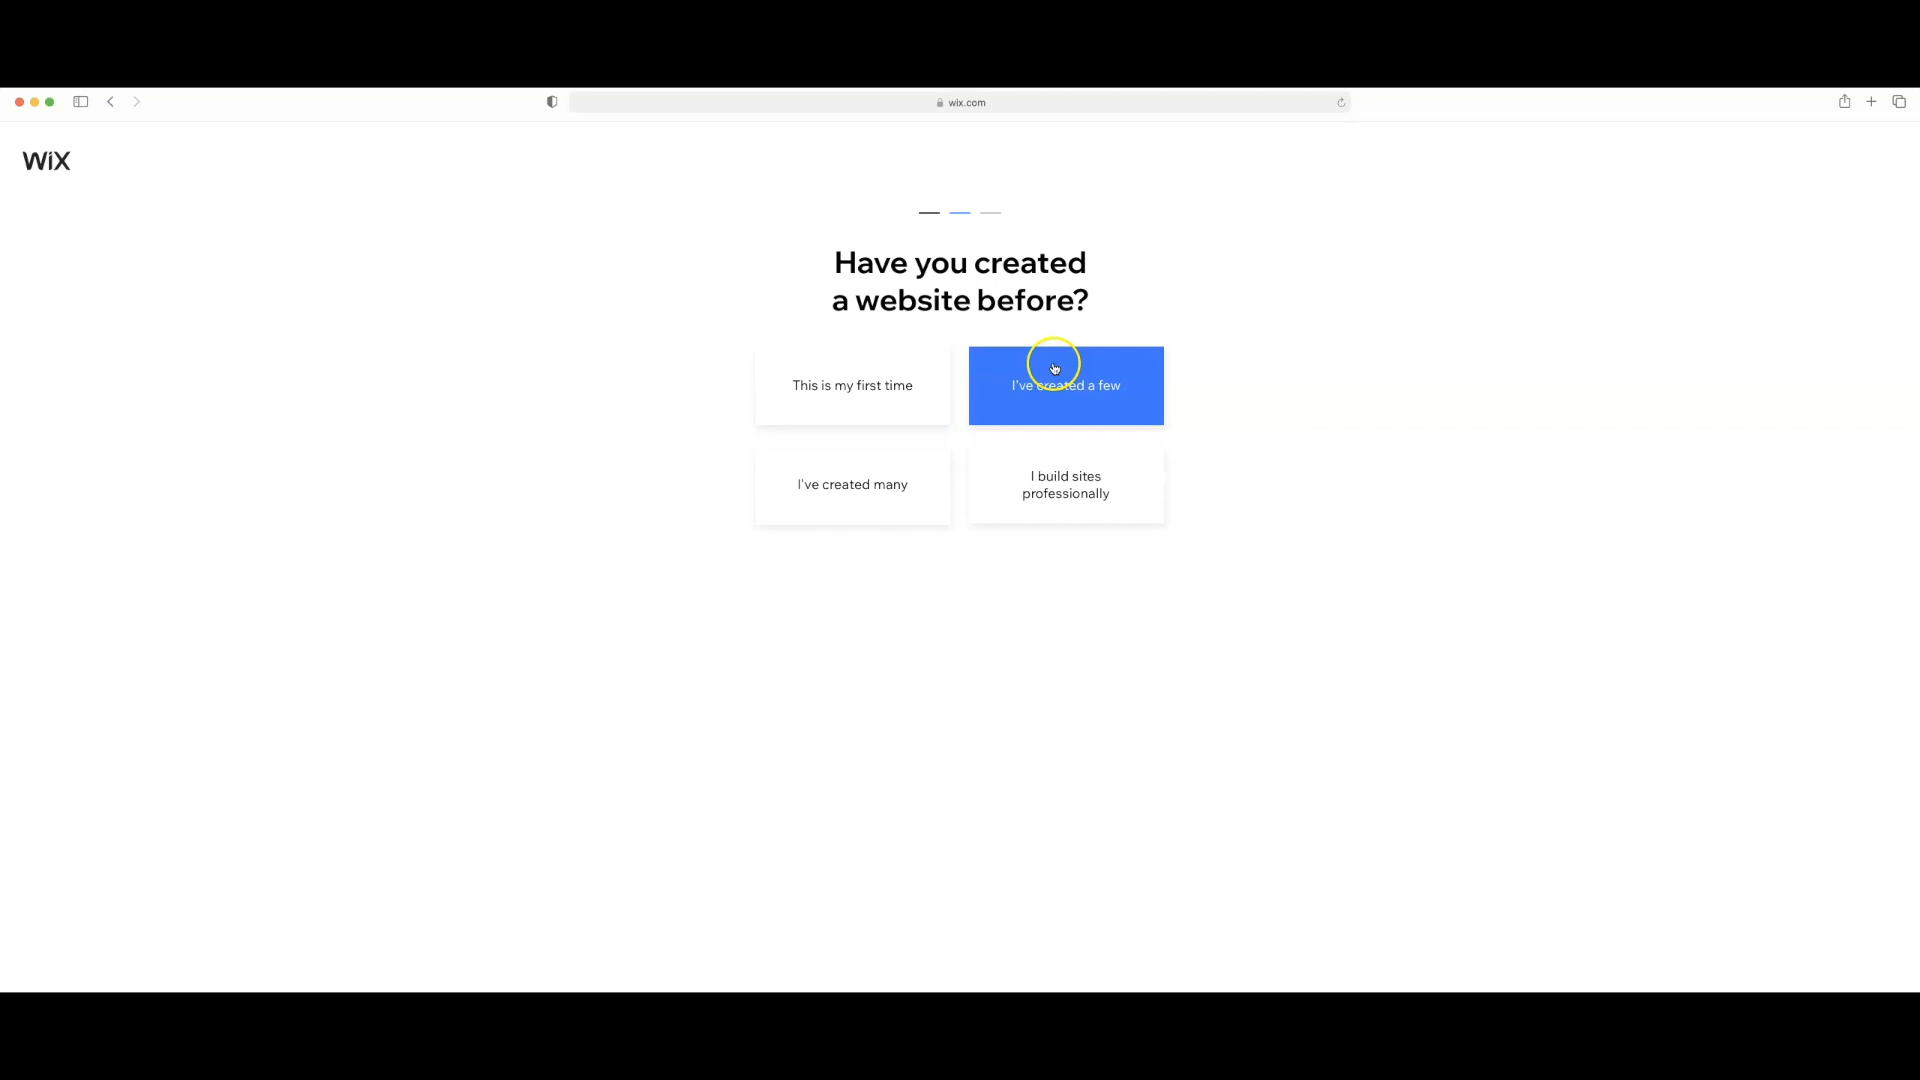 wix.com
WiX
Have you created
a website before?
This is my first time
I've created a few
I've created many
I build sites
professionally